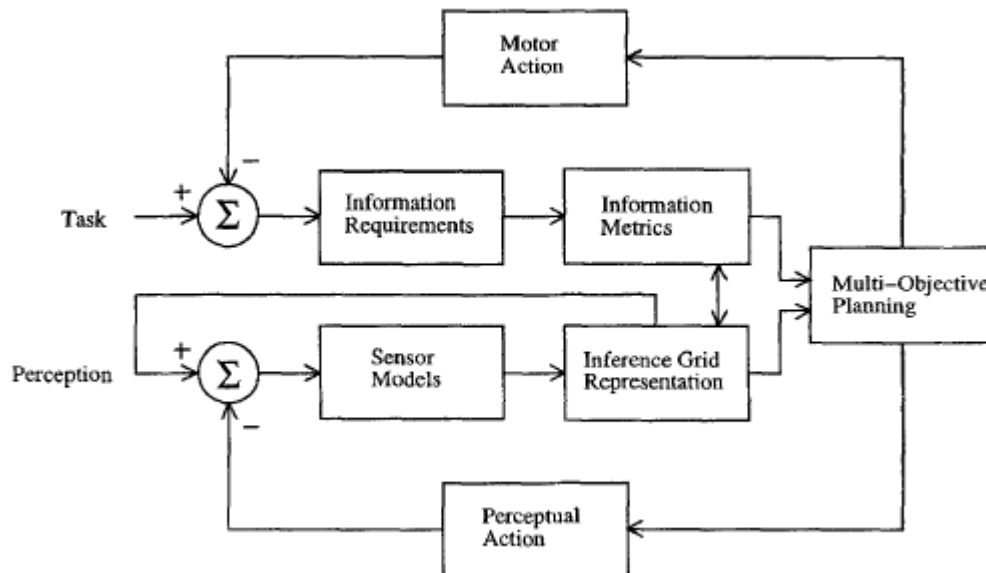 Motor
Action
−
+
Task
Σ
Information
Requirements
Information
Metrics
Multi−Objective
Planning
+
Perception
Σ
Sensor
Models
Inference Grid
Representation
−
Perceptual
Action